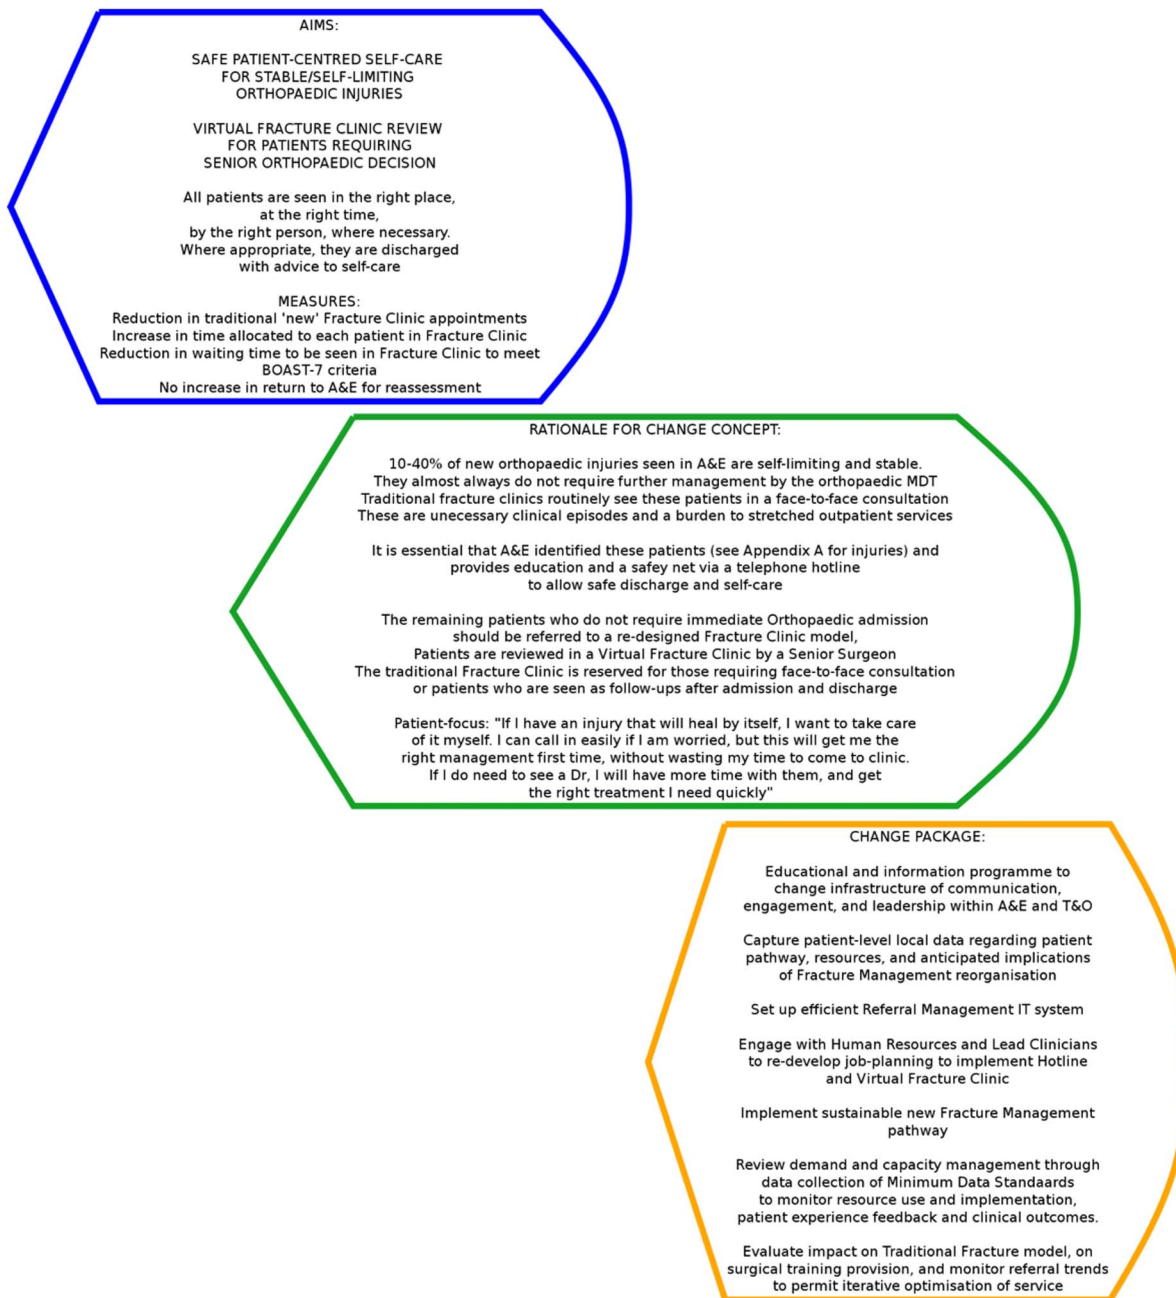 AIMS:
SAFE PATIENT-CENTRED SELF-CARE
FOR STABLE/SELF-LIMITING
ORTHOPAEDIC INJURIES
VIRTUAL FRACTURE CLINIC REVIEW
FOR PATIENTS REQUIRING
SENIOR ORTHOPAEDIC DECISION
All patients are seen in the right place,
at the right time,
by the right person, where necessary.
Where appropriate, they are discharged
with advice to self-care
MEASURES:
Reduction in traditional 'new' Fracture Clinic appointments
Increase in time allocated to each patient in Fracture Clinic
Reduction in waiting time to be seen in Fracture Clinic to meet
BOAST-7 criteria
No increase in return to A&E for reassessment
RATIONALE FOR CHANGE CONCEPT:
10-40% of new orthopaedic injuries seen in A&E are self-limiting and stable.
They almost always do not require further management by the orthopaedic MDT
Traditional fracture clinics routinely see these patients in a face-to-face consultation
These are unecessary clinical episodes and a burden to stretched outpatient services
It is essential that A&E identified these patients (see Appendix A for injuries) and
provides education and a safey net via a telephone hotline
to allow safe discharge and self-care
The remaining patients who do not require immediate Orthopaedic admission
should be referred to a re-designed Fracture Clinic model,
Patients are reviewed in a Virtual Fracture Clinic by a Senior Surgeon
The traditional Fracture Clinic is reserved for those requiring face-to-face consultation
or patients who are seen as follow-ups after admission and discharge
Patient-focus: "If I have an injury that will heal by itself, I want to take care
of it myself. I can call in easily if I am worried, but this will get me the
right management first time, without wasting my time to come to clinic.
If I do need to see a Dr, I will have more time with them, and get
the right treatment I need quickly"
CHANGE PACKAGE:
Educational and information programme to
change infrastructure of communication,
engagement, and leadership within A&E and T&O
Capture patient-level local data regarding patient
pathway, resources, and anticipated implications
of Fracture Management reorganisation
Set up efficient Referral Management IT system
Engage with Human Resources and Lead Clinicians
to re-develop job-planning to implement Hotline
and Virtual Fracture Clinic
Implement sustainable new Fracture Management
pathway
Review demand and capacity management through
data collection of Minimum Data Standaards
to monitor resource use and implementation,
patient experience feedback and clinical outcomes.
Evaluate impact on Traditional Fracture model, on
surgical training provision, and monitor referral trends
to permit iterative optimisation of service